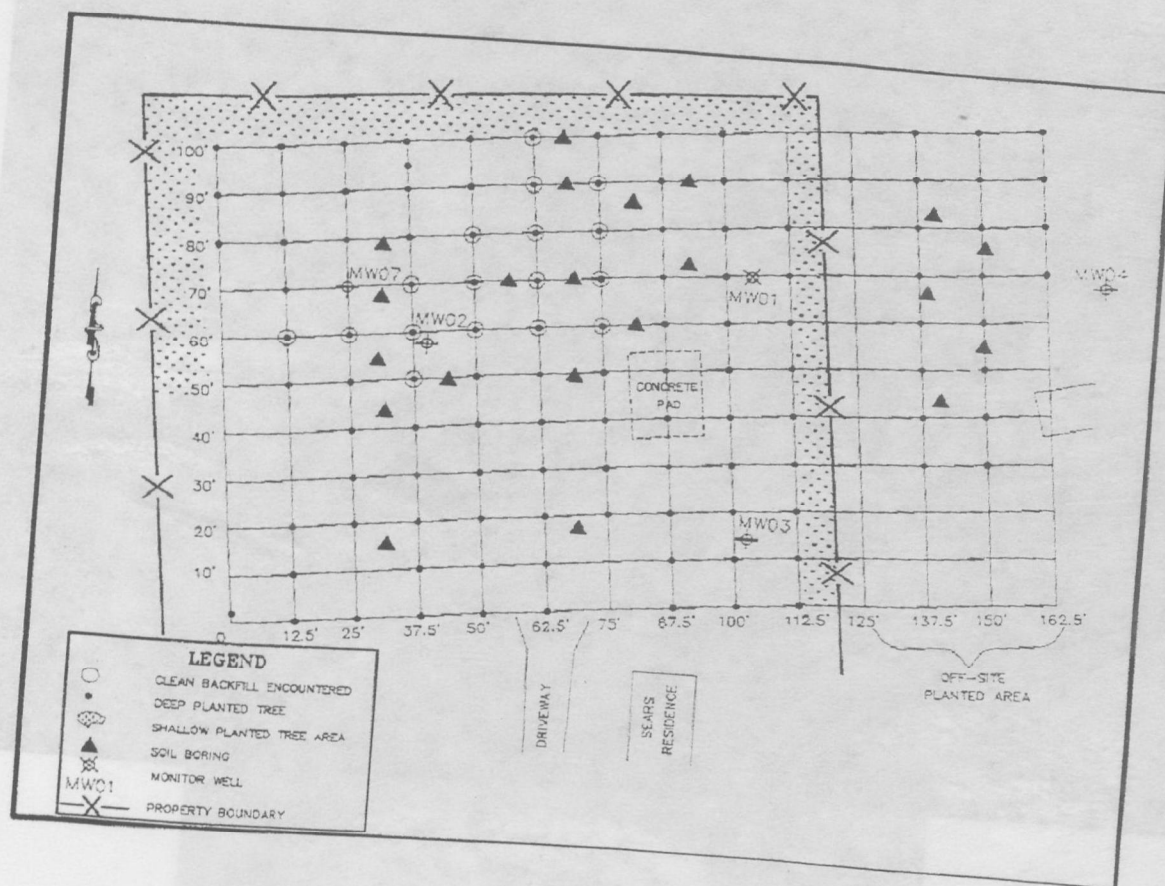 100'
90'
80'
MW07
70'
MW01
MW04
MW02
60'
50'
CONCRETE
PAD
40'
30'
20'
MW03
10'
0 12.5' 25' 37.5' 50' 62.5' 75' 87.5' 100' 112.5' 125' 137.5' 150' 162.5'
OFF-SITE
PLANTED AREA
DRIVEWAY
SEARS
RESIDENCE
LEGEND
CLEAN BACKFILL ENCOUNTERED
DEEP PLANTED TREE
SHALLOW PLANTED TREE AREA
SOIL BORING
MW01 MONITOR WELL
PROPERTY BOUNDARY